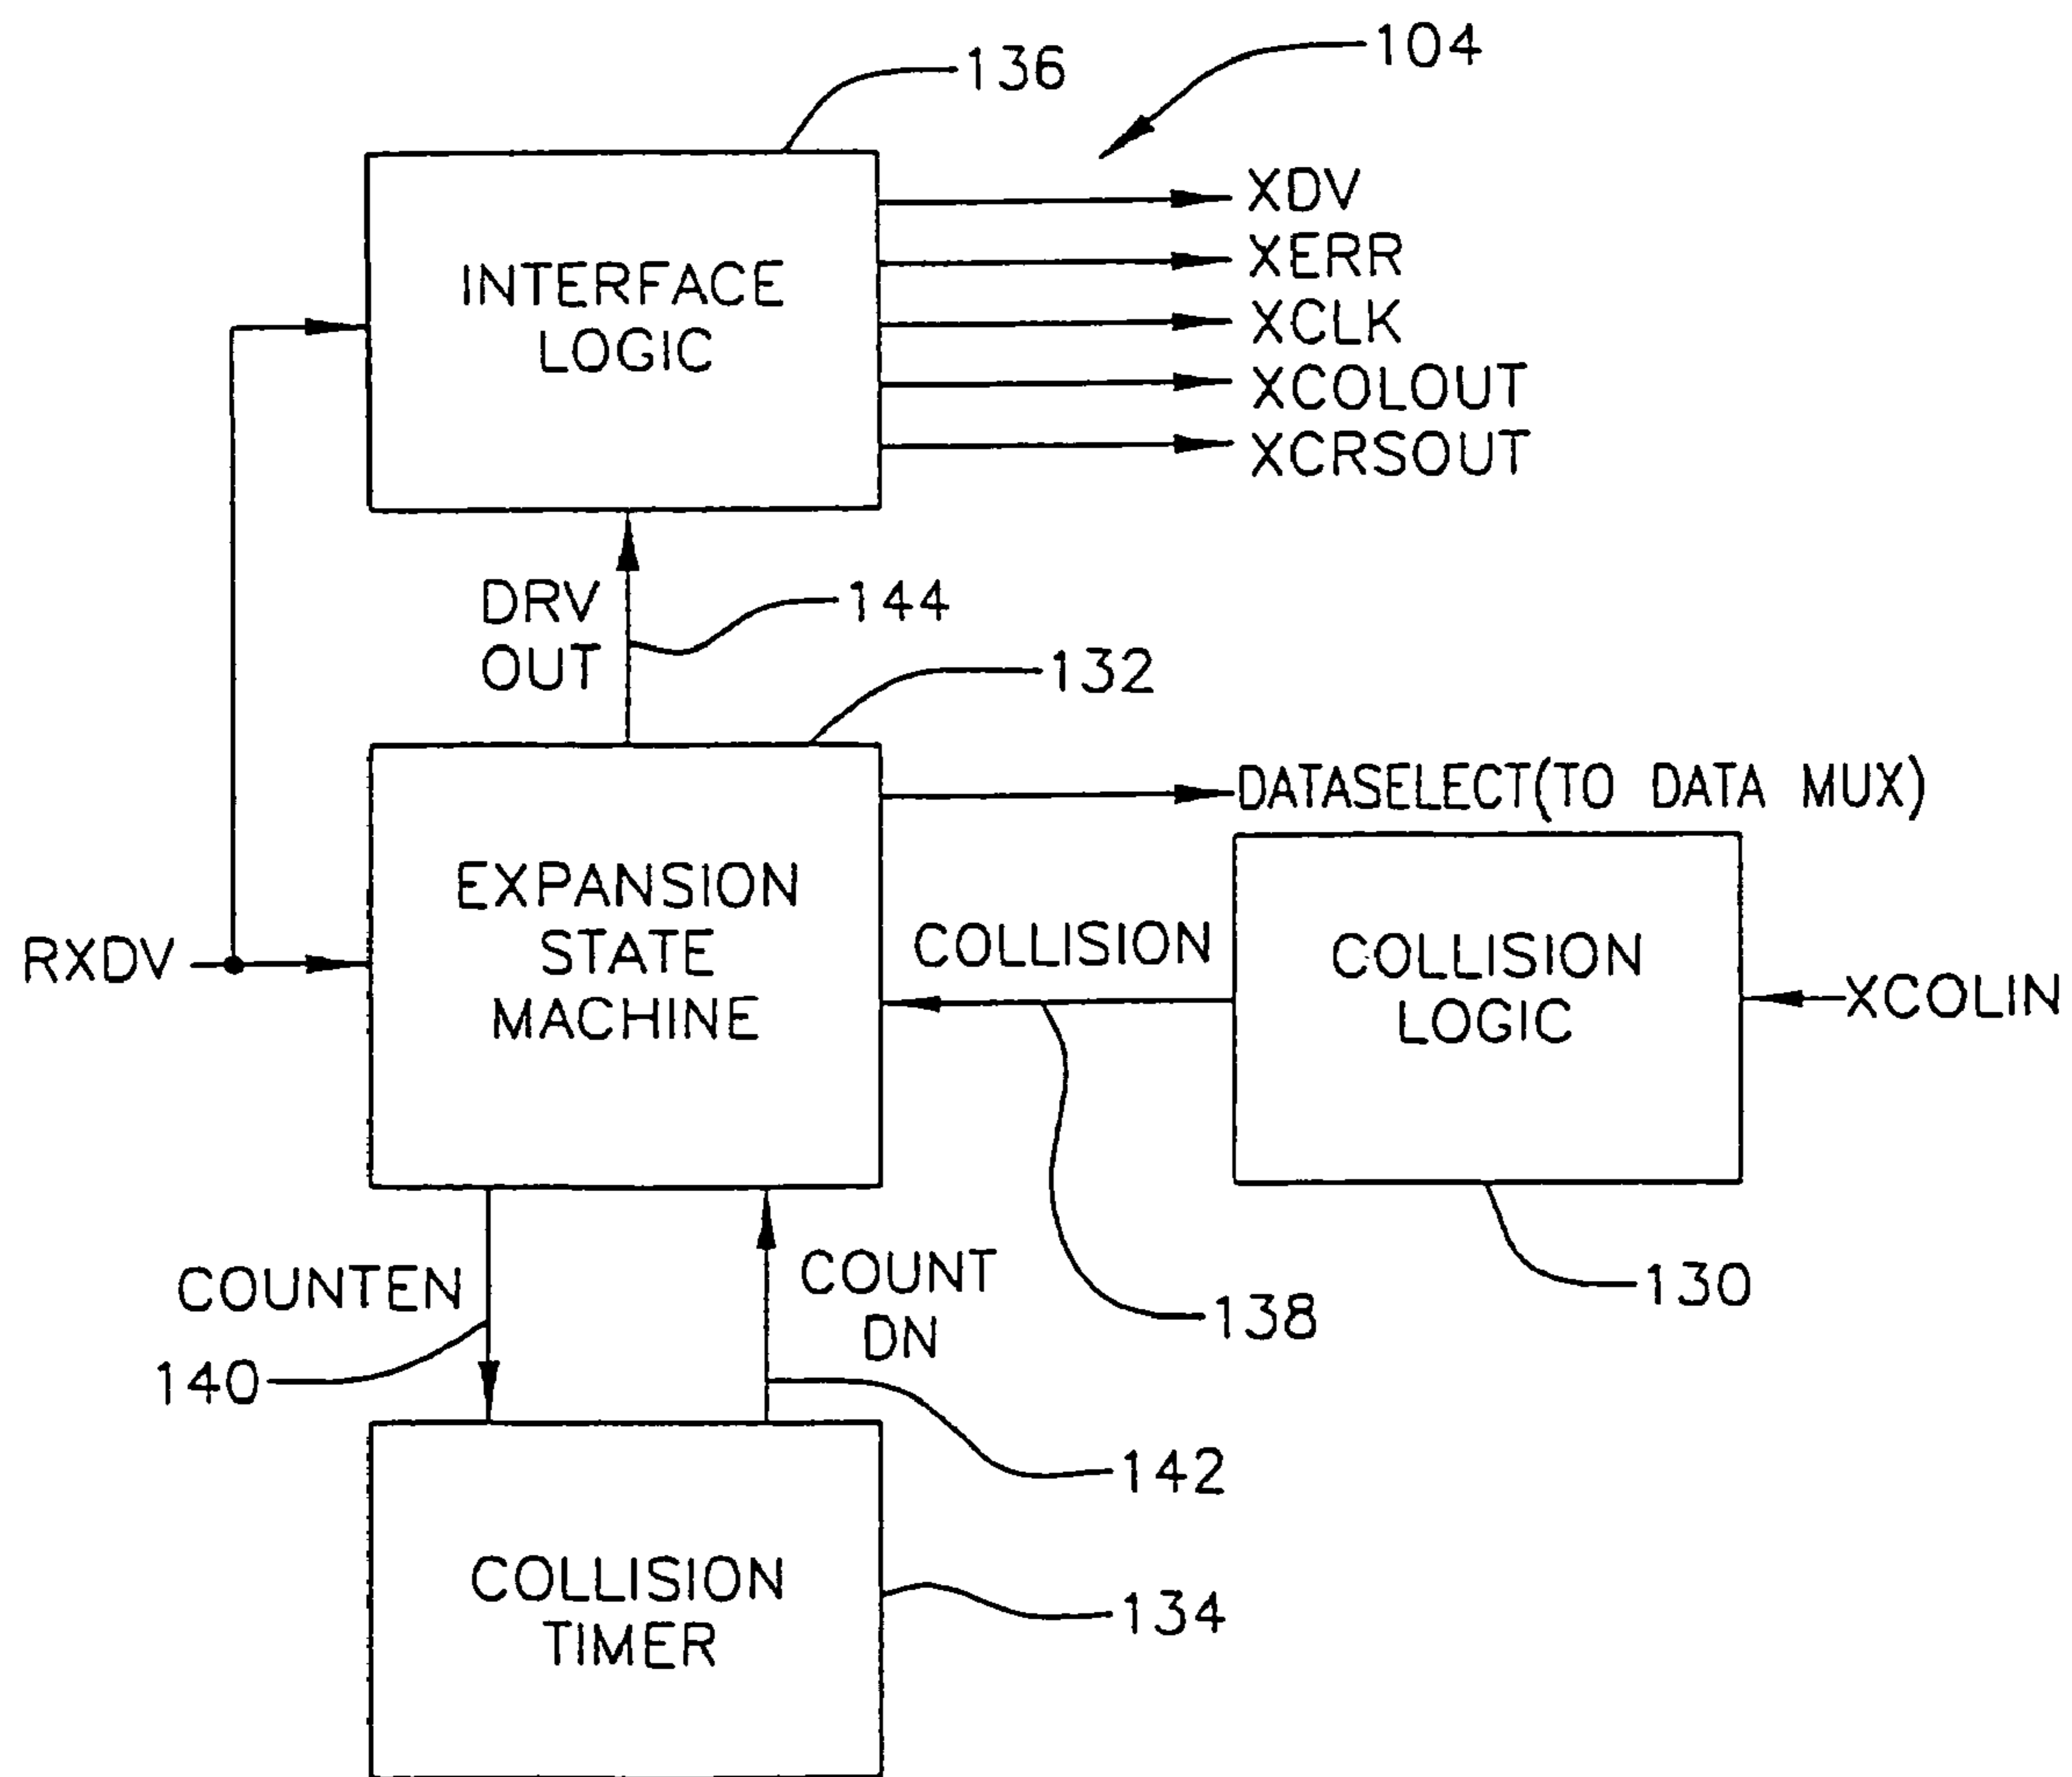 136
104
INTERFACE
LOGIC
XDV
XERR
XCLK
XCOLOUT
XCRSOUT
DRV
OUT
144
132
DATASELECT(TO DATA MUX)
EXPANSION
STATE
MACHINE
RXDV
COLLISION
COLLISION
LOGIC
XCOLIN
COUNTEN
COUNT
DN
130
138
140
142
COLLISION
TIMER
134